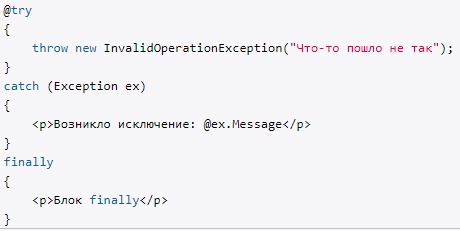 @try
{
    throw new InvalidOperationException("Что-то пошло не так");
}
catch (Exception ex)
{
    <p>Возникло исключение: @ex.Message</p>
}
finally
{
    <p>Блок finally</p>
}